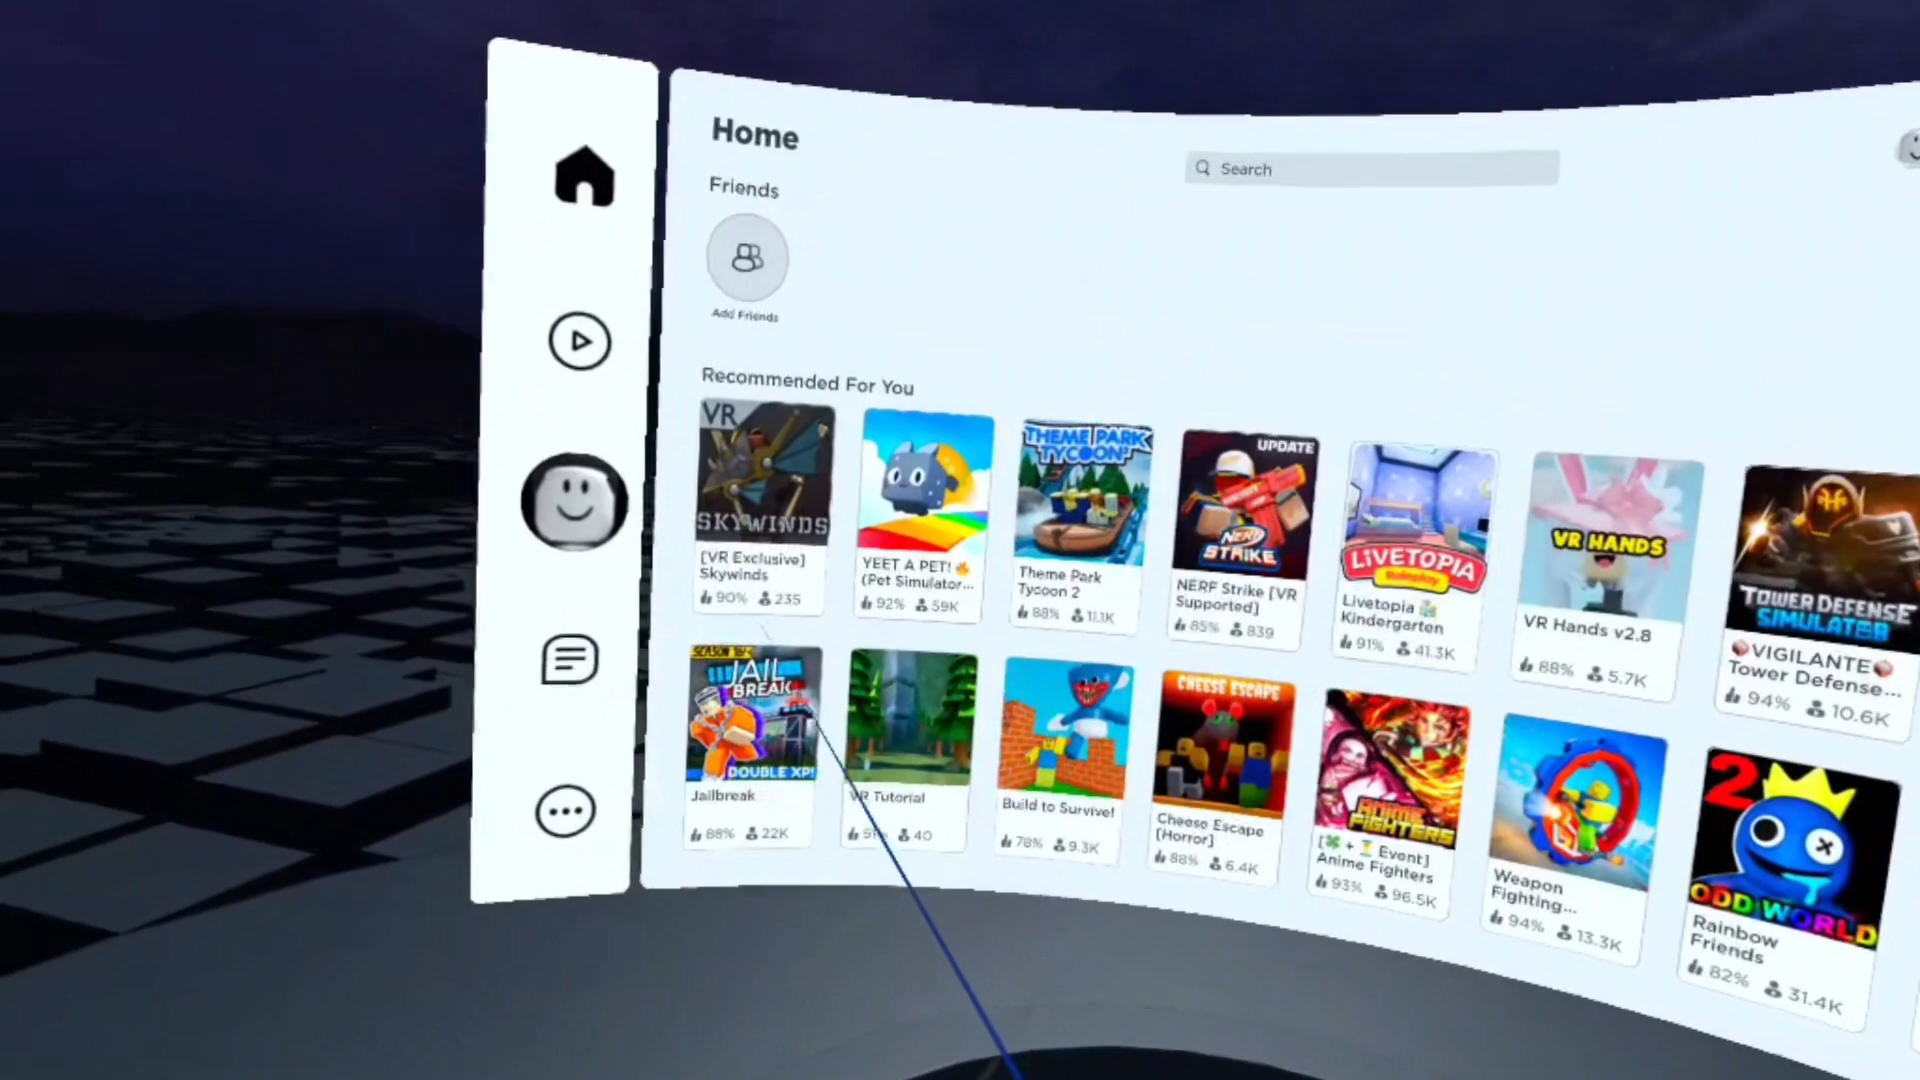 Home
Search
Friends
Add Friends
Recommended For You
VR
SKYWINDS
[VR Exclusive]
Skywinds
90% 235
YEET A PET! 🔥
(Pet Simulator...
92% 59K
THEME PARK
TYCOON2
Theme Park
Tycoon 2
88% 11.1K
UPDATE
NERF
STRIKE
NERF Strike [VR
Supported]
85% 839
LIVETOPIA
Roleplay
Livetopia
Kindergarten
91% 41.3K
VR HANDS
VR Hands v2.8
88% 5.7K
TOWER DEFENSE
SIMULATOR
VIGILANTE
Tower Defense...
94% 10.6K
JAIL
BREAK
DOUBLE XP!
Jailbreak
88% 22K
VR Tutorial
40
Build to Survive!
78% 9.3K
CHEESE ESCAPE
Cheese Escape
[Horror]
88% 6.4K
ANIME
FIGHTERS
[🍀 + ⏳ Event]
Anime Fighters
93% 96.5K
Weapon
Fighting...
94% 13.3K
2
ODD WORLD
Rainbow
Friends
82% 31.4K